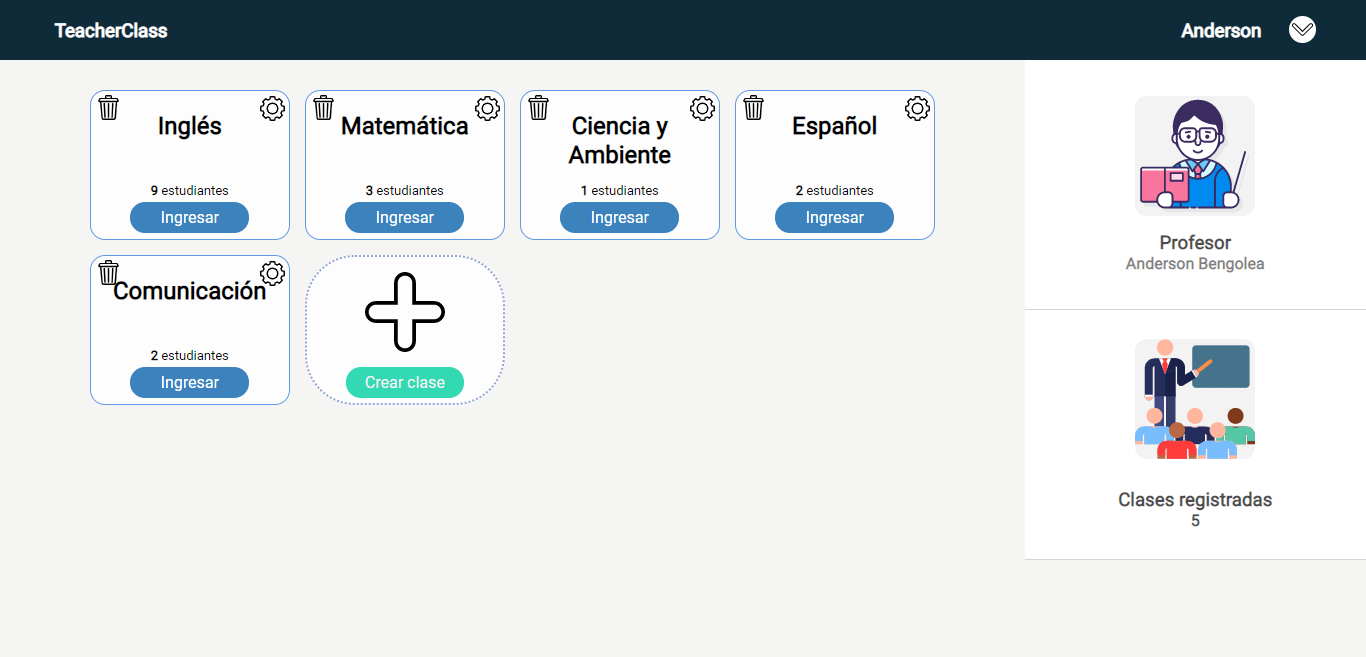 TeacherClass
Anderson
Inglés
9 estudiantes
Ingresar
Matemática
3 estudiantes
Ingresar
Ciencia y
Ambiente
1 estudiantes
Ingresar
Español
2 estudiantes
Ingresar
Comunicación
2 estudiantes
Ingresar
Crear clase
Profesor
Anderson Bengolea
Clases registradas
5